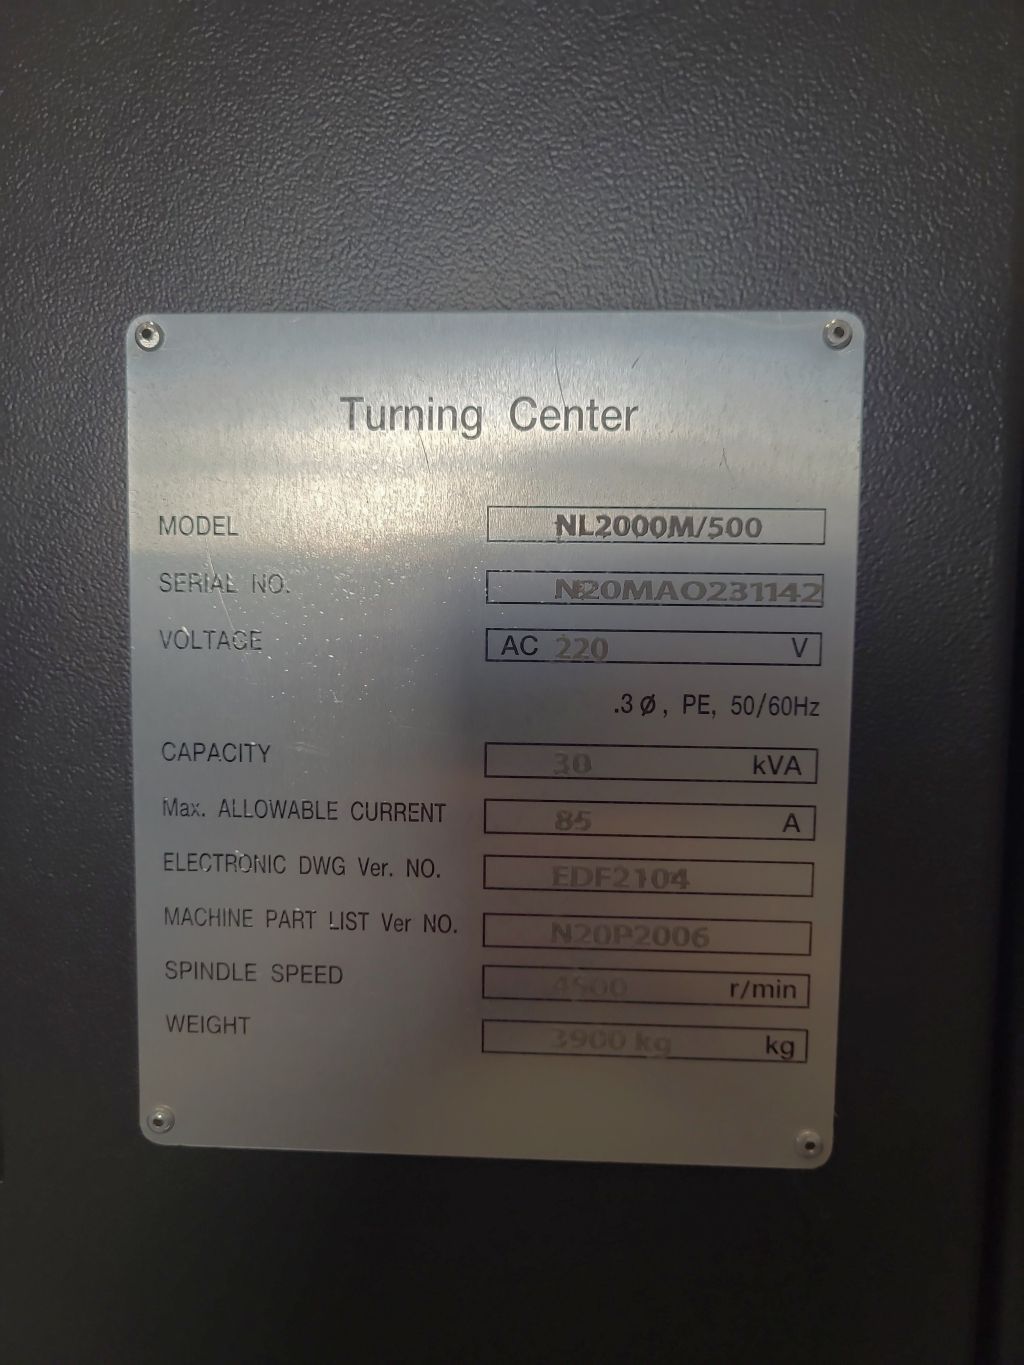 Turning Center
MODEL NL2000M/500
SERIAL NO. N20MAO231142
VOLTAGE AC 220 V
.3 Ø, PE, 50/60Hz
CAPACITY 30 kVA
Max. ALLOWABLE CURRENT 85 A
ELECTRONIC DWG Ver. NO. EDF2104
MACHINE PART LIST Ver NO. N20P2006
SPINDLE SPEED 4500 r/min
WEIGHT 3900 kg kg